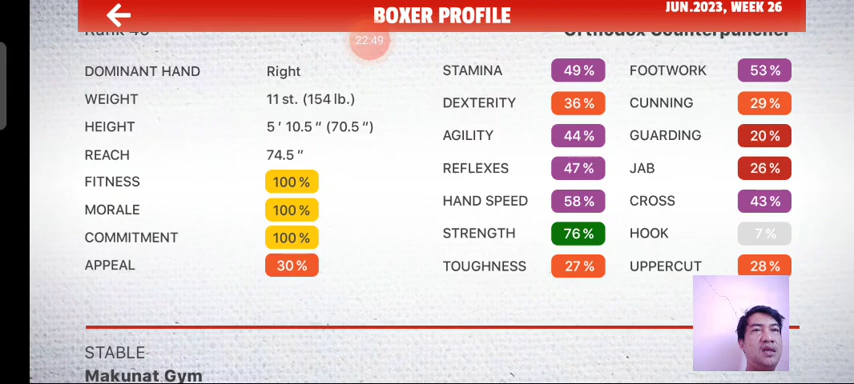 BOXER PROFILE
JUN.2023, WEEK 26
22:49
Orthodox Counterpuncher
DOMINANT HAND Right
WEIGHT 11 st. (154 lb.)
HEIGHT 5 ' 10.5 " (70.5 ")
REACH 74.5 "
FITNESS 100 %
MORALE 100 %
COMMITMENT 100 %
APPEAL 30 %
STAMINA 49 % FOOTWORK 53 %
DEXTERITY 36 % CUNNING 29 %
AGILITY 44 % GUARDING 20 %
REFLEXES 47 % JAB 26 %
HAND SPEED 58 % CROSS 43 %
STRENGTH 76 % HOOK 7 %
TOUGHNESS 27 % UPPERCUT 28 %
STABLE
Makunat Gym